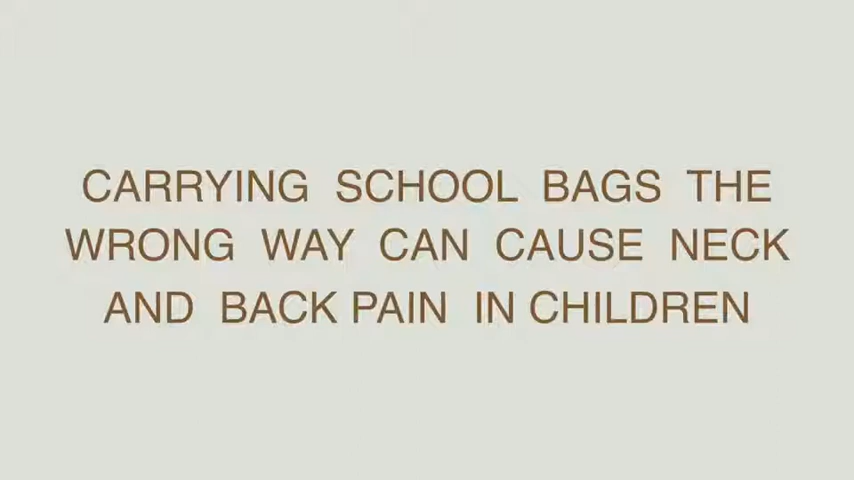 CARRYING SCHOOL BAGS THE
WRONG WAY CAN CAUSE NECK
AND BACK PAIN IN CHILDREN